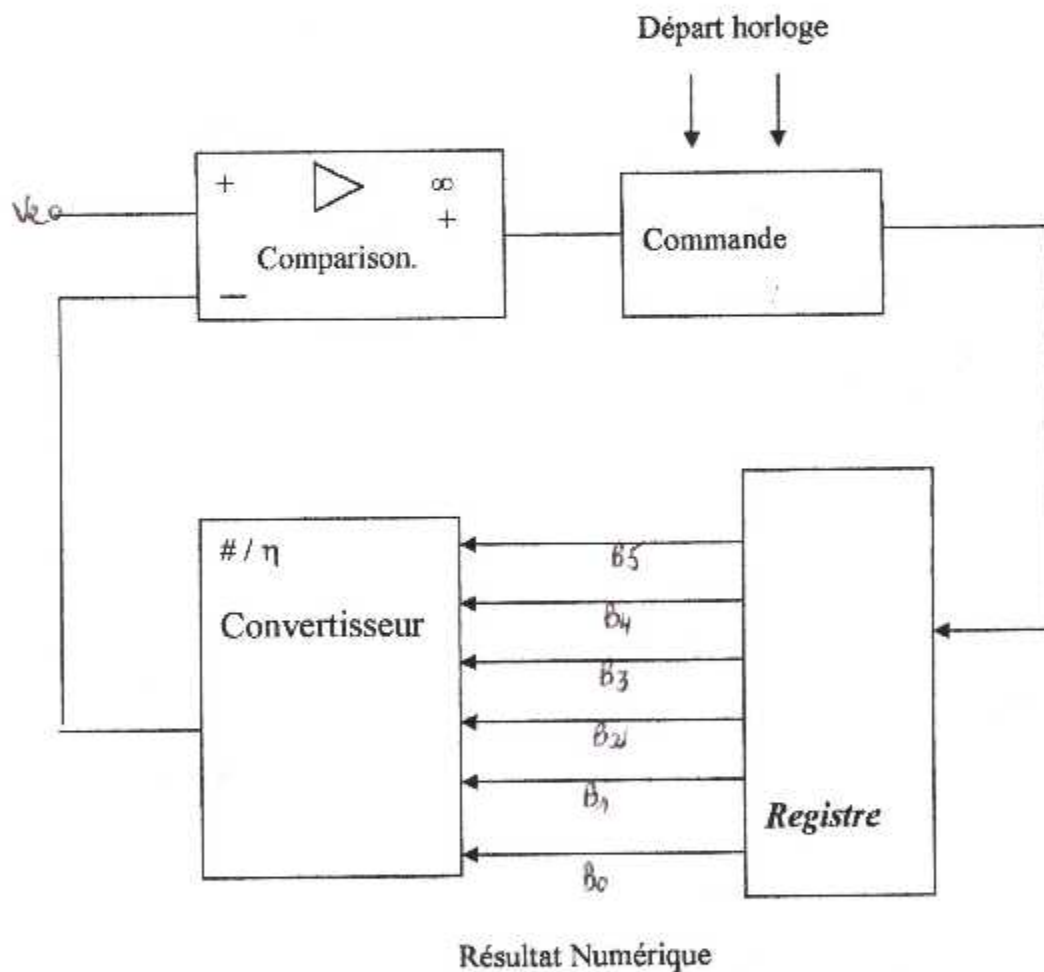 Départ horloge
+ ▷ ∞
+
Ve
Comparison.
−
Commande
# / η
Convertisseur
B5
B4
B3
B2
B1
B0
Registre
Résultat Numérique